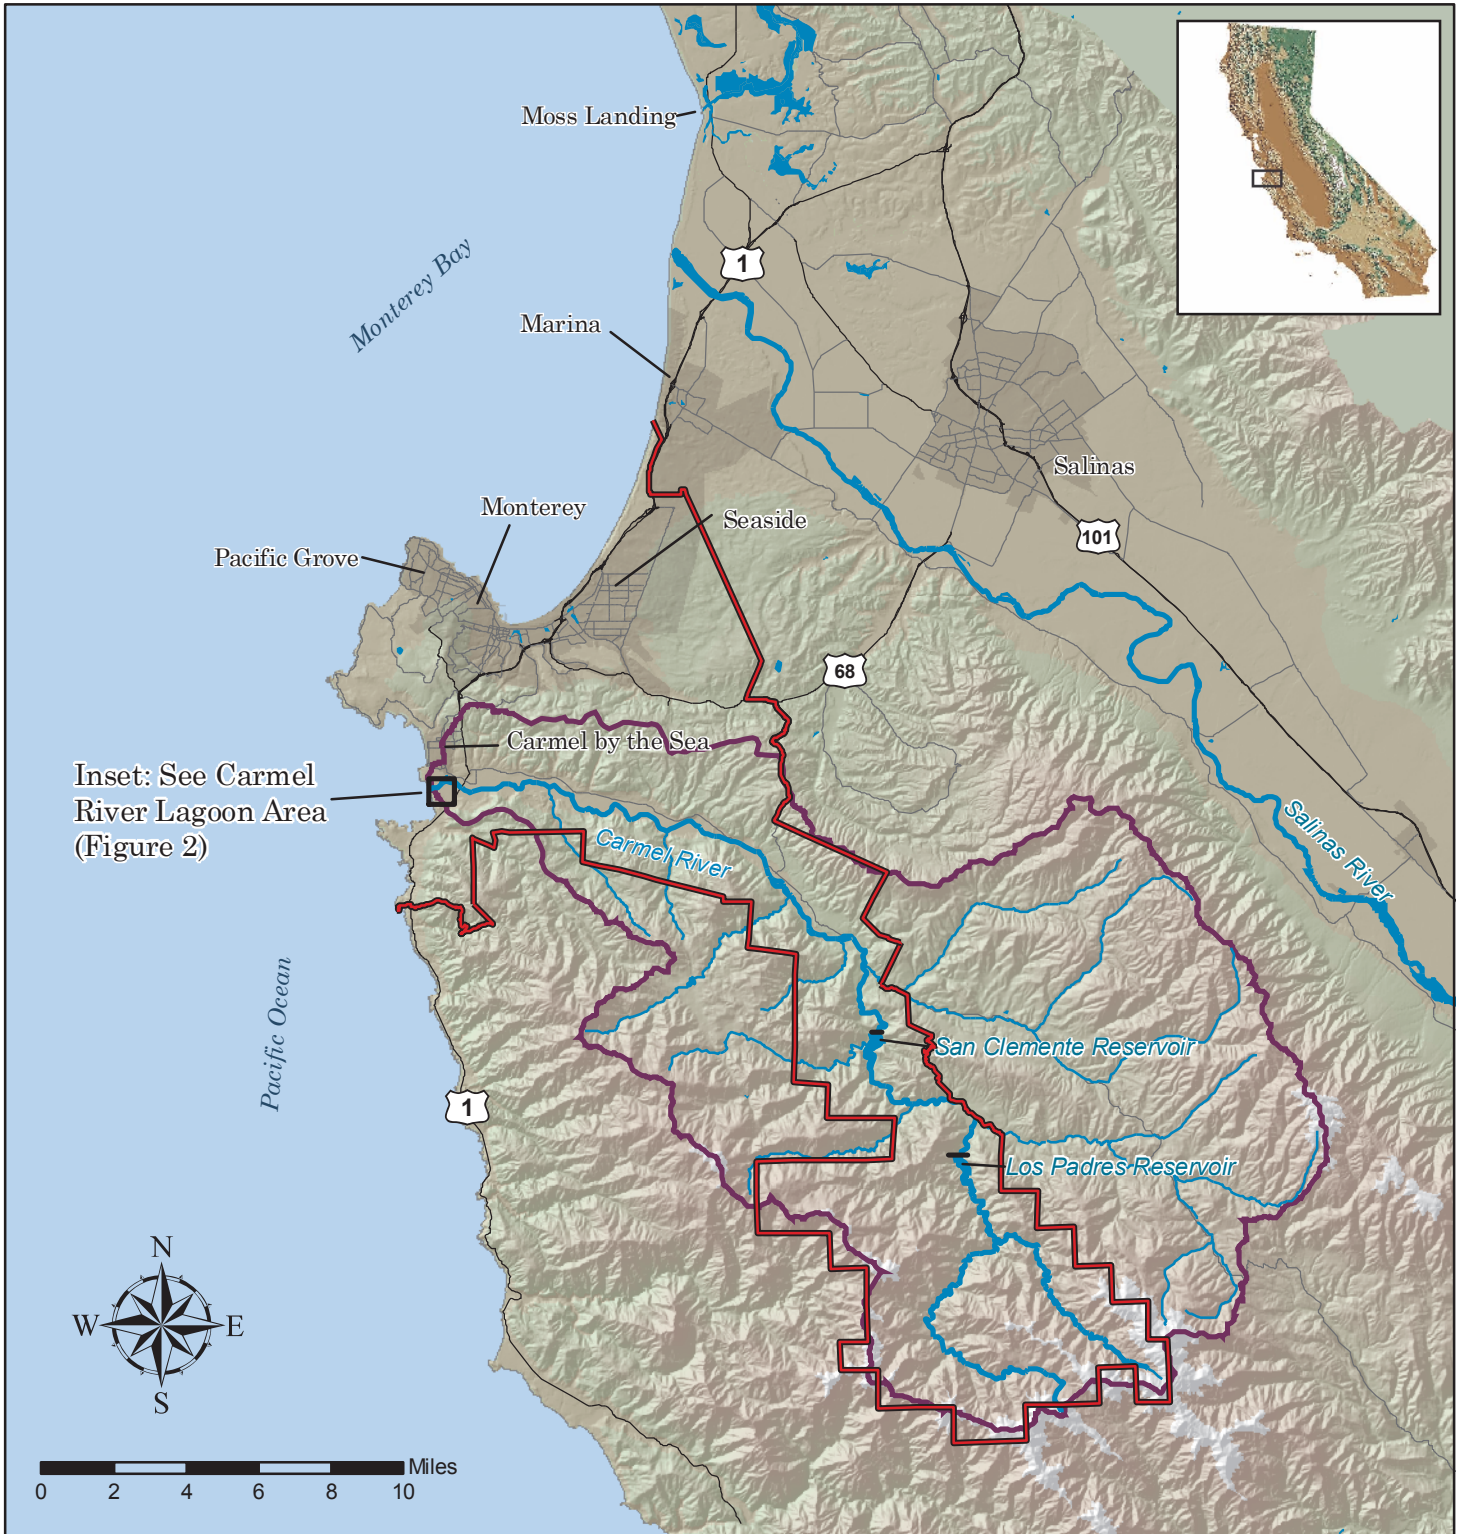 Moss Landing
Monterey Bay
1
Marina
Salinas
Monterey
Seaside
101
Pacific Grove
68
Carmel by the Sea
Inset: See Carmel
River Lagoon Area
(Figure 2)
Carmel River
Salinas River
Pacific Ocean
San Clemente Reservoir
1
Los Padres Reservoir
N
W
E
S
Miles
0 2 4 6 8 10